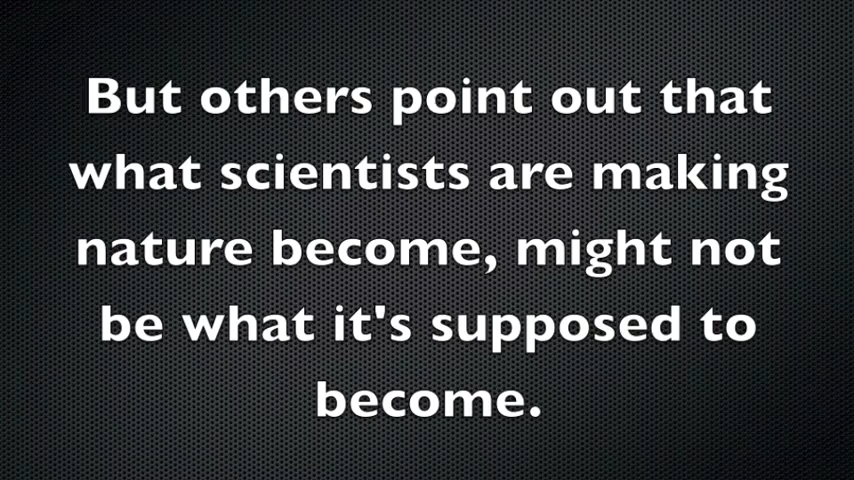 But others point out that
what scientists are making
nature become, might not
be what it's supposed to
become.